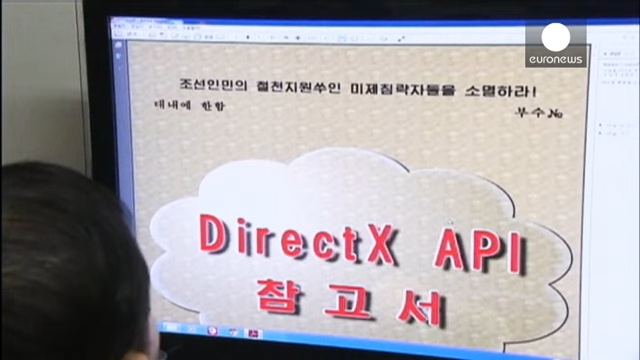 euronews
조선인민의 철천지원쑤인 미제침략자들을 소멸하라!
대내에 한함 부수 №
DirectX API
참고서